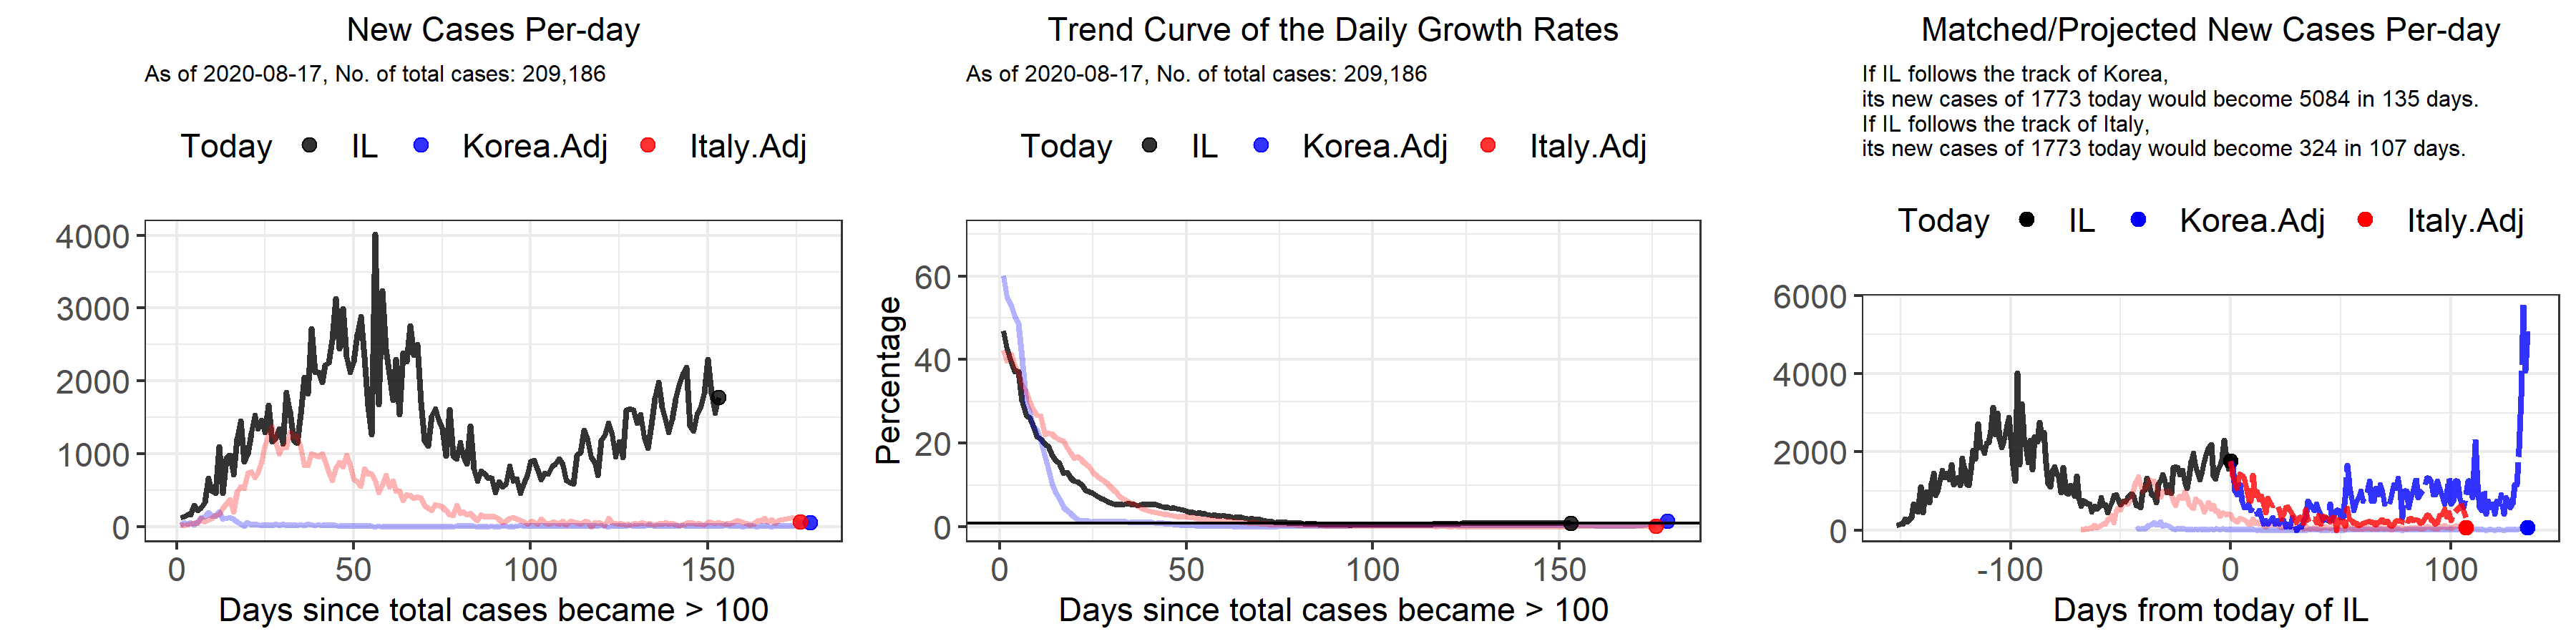 New Cases Per-day
As of 2020-08-17, No. of total cases: 209,186
Today IL Korea.Adj Italy.Adj
4000
3000
2000
1000
0
0 50 100 150
Days since total cases became > 100
Trend Curve of the Daily Growth Rates
As of 2020-08-17, No. of total cases: 209,186
Today IL Korea.Adj Italy.Adj
Percentage
60
40
20
0
0 50 100 150
Days since total cases became > 100
Matched/Projected New Cases Per-day
If IL follows the track of Korea,
its new cases of 1773 today would become 5084 in 135 days.
If IL follows the track of Italy,
its new cases of 1773 today would become 324 in 107 days.
Today IL Korea.Adj Italy.Adj
6000
4000
2000
0
-100 0 100
Days from today of IL